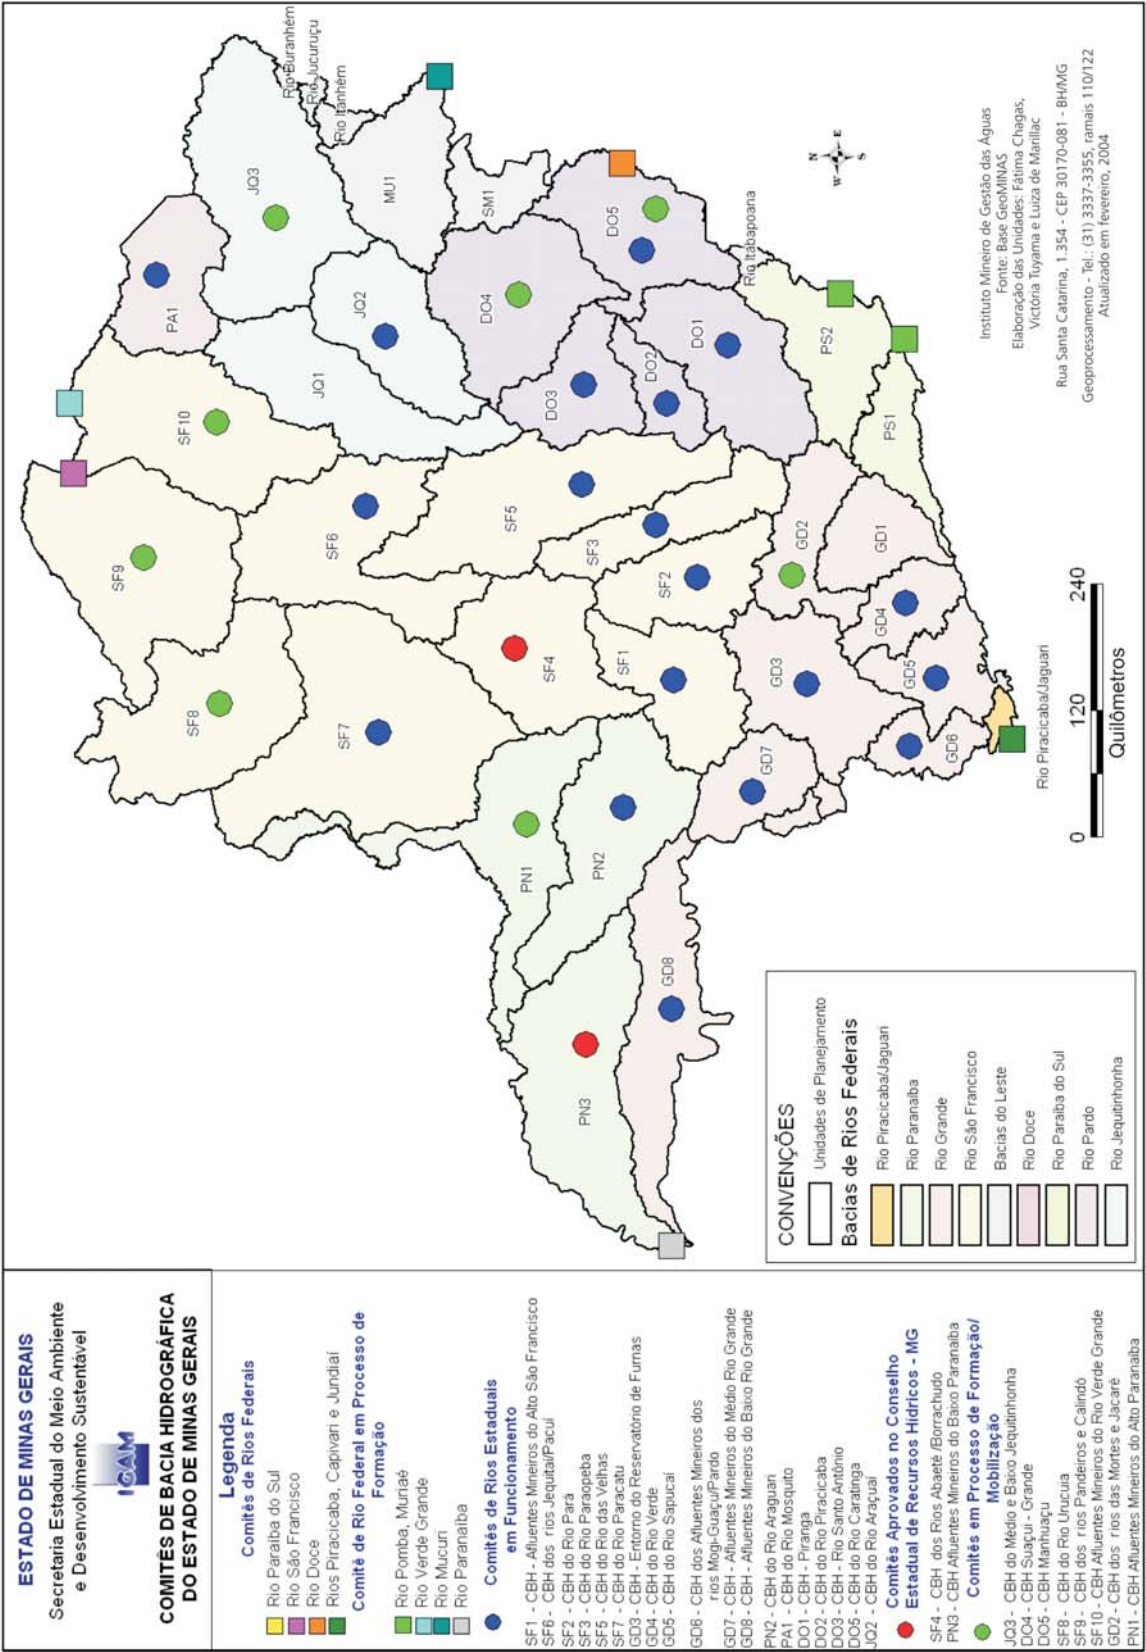 ESTADO DE MINAS GERAIS
Secretaria Estadual do Meio Ambiente
e Desenvolvimento Sustentável
IGAM
COMITÊS DE BACIA HIDROGRÁFICA
DO ESTADO DE MINAS GERAIS
Legenda
Comitês de Rios Federais
Rio Paraíba do Sul
Rio São Francisco
Rio Doce
Rios Piracicaba, Capivari e Jundiaí
Comitê de Rio Federal em Processo de
Formação
Rio Pomba, Muriaé
Rio Verde Grande
Rio Mucuri
Rio Paranaíba
Comitês de Rios Estaduais
em Funcionamento
SF1 - CBH - Afluentes Mineiros do Alto São Francisco
SF6 - CBH dos rios Jequitaí/Pacuí
SF2 - CBH do Rio Pará
SF3 - CBH do Rio Paraopeba
SF5 - CBH do Rio das Velhas
SF7 - CBH do Rio Paracatu
GD3 - CBH - Entorno do Reservatório de Furnas
GD4 - CBH do Rio Verde
GD5 - CBH do Rio Sapucaí
GD6 - CBH dos Afluentes Mineiros dos
rios Mogi-Guaçu/Pardo
GD7 - CBH - Afluentes Mineiros do Médio Rio Grande
GD8 - CBH - Afluentes Mineiros do Baixo Rio Grande
PN2 - CBH do Rio Araguari
PA1 - CBH do Rio Mosquito
DO1 - CBH - Piranga
DO2 - CBH do Rio Piracicaba
DO3 - CBH - Rio Santo Antônio
DO5 - CBH do Rio Caratinga
JQ2 - CBH do Rio Araçuaí
Comitês Aprovados no Conselho
Estadual de Recursos Hídricos - MG
SF4 - CBH dos Rios Abaeté /Borrachudo
PN3 - CBH Afluentes Mineiros do Baixo Paranaíba
Comitês em Processo de Formação/
Mobilização
JQ3 - CBH do Médio e Baixo Jequitinhonha
DO4 - CBH do Suaçuí - Grande
DO5 - CBH do Manhuaçu
SF8 - CBH do Rio Urucuia
SF9 - CBH dos rios Pandeiros e Calindó
SF10 - CBH Afluentes Mineiros do Rio Verde Grande
GD2 - CBH dos rios das Mortes e Jacaré
PN1 - CBH Afluentes Mineiros do Alto Paranaíba
SF9
SF10
PA1
JQ3
Rio Buranhém
Rio Jucuruçu
Rio Itanhém
SF8
SF6
JQ1
JQ2
MU1
SM1
SF7
SF5
DO3
DO4
DO5
SF4
SF3
DO2
DO1
Rio Itabapoana
PN1
PN2
SF1
SF2
GD2
PS2
PS1
PN3
GD8
GD7
GD3
GD1
GD4
GD5
GD6
Rio Piracicaba/Jaguari
N
E
S
W
0
120
240
Quilômetros
CONVENÇÕES
Unidades de Planejamento
Bacias de Rios Federais
Rio Piracicaba/Jaguari
Rio Paranaíba
Rio Grande
Rio São Francisco
Bacias do Leste
Rio Doce
Rio Paraíba do Sul
Rio Pardo
Rio Jequitinhonha
Instituto Mineiro de Gestão das Águas
Fonte: Base GeoMINAS
Elaboração das Unidades: Fátima Chagas,
Victória Tuyama e Luiza de Marillac
Rua Santa Catarina, 1.354 - CEP 30170-081 - BH/MG
Geoprocessamento - Tel.: (31) 3337-3355, ramais 110/122
Atualizado em fevereiro, 2004